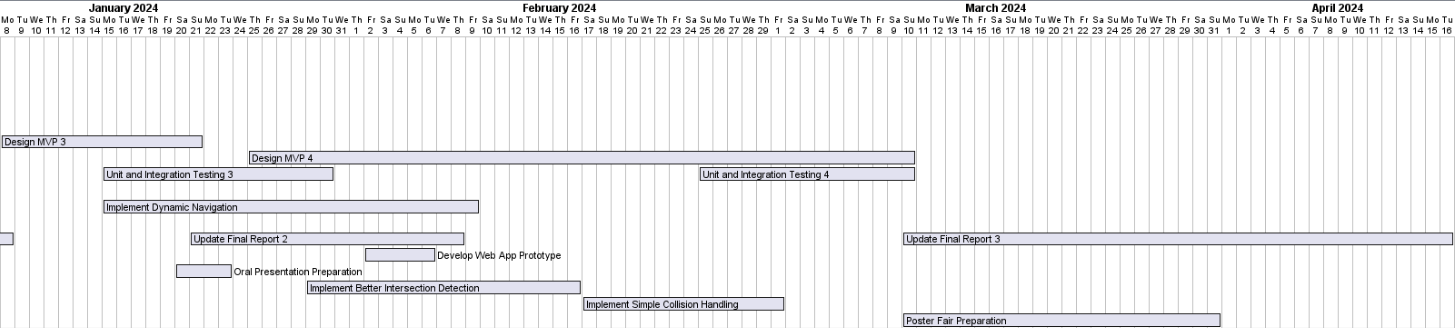 January 2024 February 2024 March 2024 April 2024
Mo Tu We Th Fr Sa Su Mo Tu We Th Fr Sa Su Mo Tu We Th Fr Sa Su Mo Tu We Th Fr Sa Su Mo Tu We Th Fr Sa Su Mo Tu We Th Fr Sa Su Mo Tu We Th Fr Sa Su Mo Tu We Th Fr Sa Su Mo Tu We Th Fr Sa Su Mo Tu We Th Fr Sa Su Mo Tu We Th Fr Sa Su Mo Tu We Th Fr Sa Su Mo Tu We Th Fr Sa Su Mo Tu We Th Fr Sa Su Mo Tu
8 9 10 11 12 13 14 15 16 17 18 19 20 21 22 23 24 25 26 27 28 29 30 31 1 2 3 4 5 6 7 8 9 10 11 12 13 14 15 16 17 18 19 20 21 22 23 24 25 26 27 28 29 1 2 3 4 5 6 7 8 9 10 11 12 13 14 15 16 17 18 19 20 21 22 23 24 25 26 27 28 29 30 31 1 2 3 4 5 6 7 8 9 10 11 12 13 14 15 16
Design MVP 3
Design MVP 4
Unit and Integration Testing 3 Unit and Integration Testing 4
Implement Dynamic Navigation
Update Final Report 2 Update Final Report 3
Develop Web App Prototype
Oral Presentation Preparation
Implement Better Intersection Detection
Implement Simple Collision Handling
Poster Fair Preparation